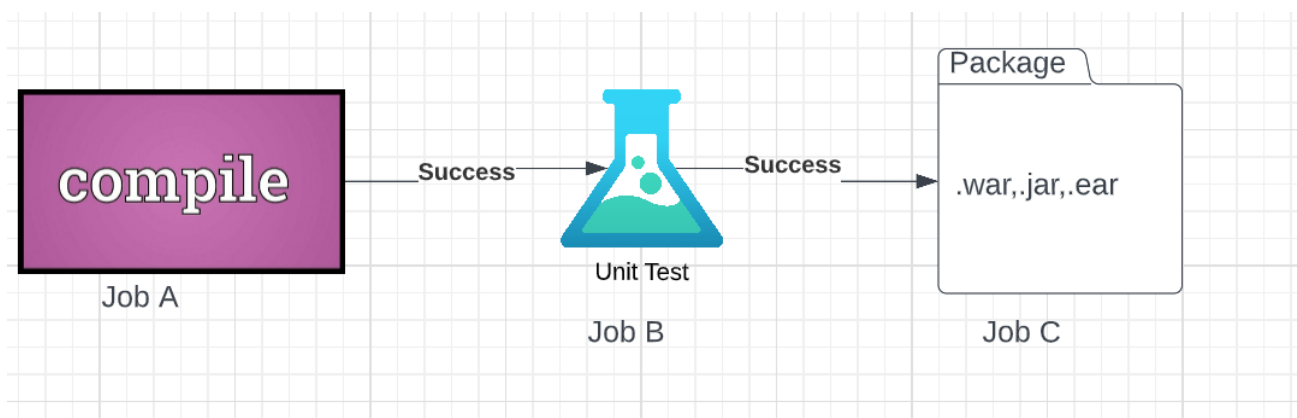 compile
Job A
Success
Unit Test
Job B
Success
Package
.war,.jar,.ear
Job C